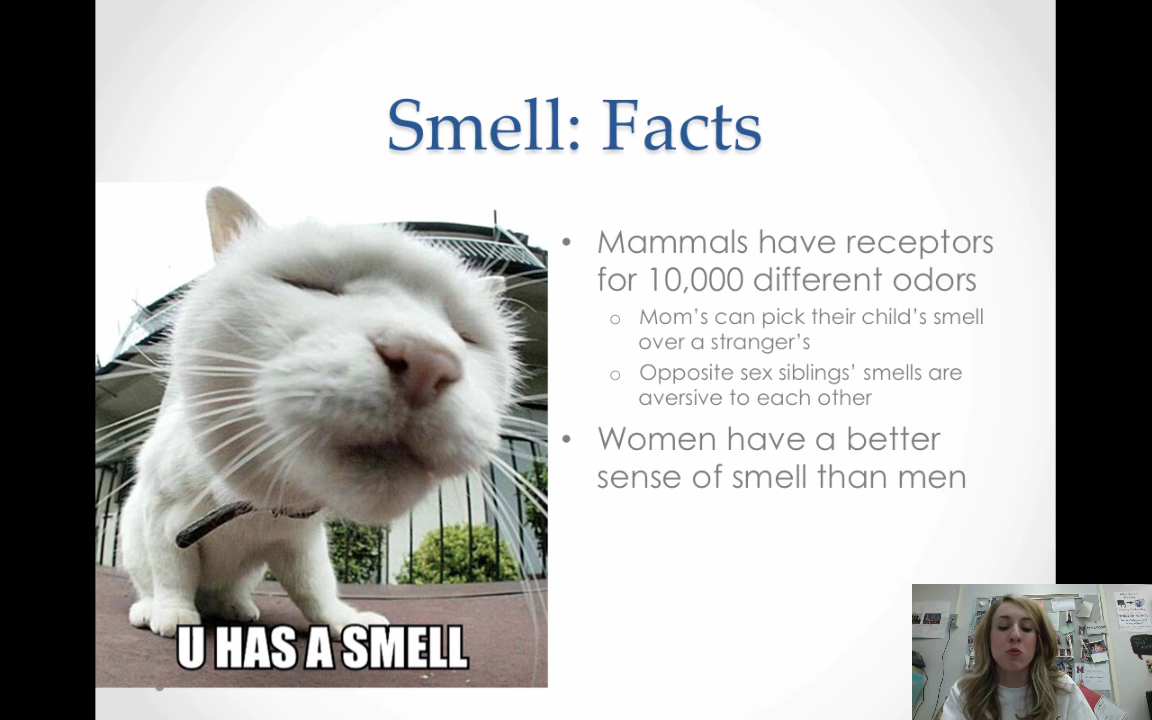 Smell: Facts
• Mammals have receptors
for 10,000 different odors
o Mom's can pick their child's smell
over a stranger's
o Opposite sex siblings' smells are
aversive to each other
• Women have a better
sense of smell than men
U HAS A SMELL